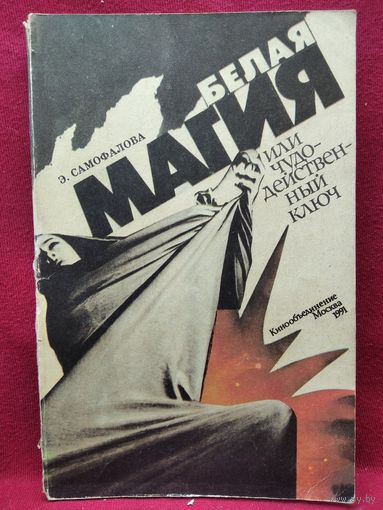 Э. САМОФАЛОВА
БЕЛАЯ
МАГИЯ
ИЛИ
ЧУДО-
ДЕЙСТВЕН-
НЫЙ
КЛЮЧ
Кинообъединение
Москва
1991